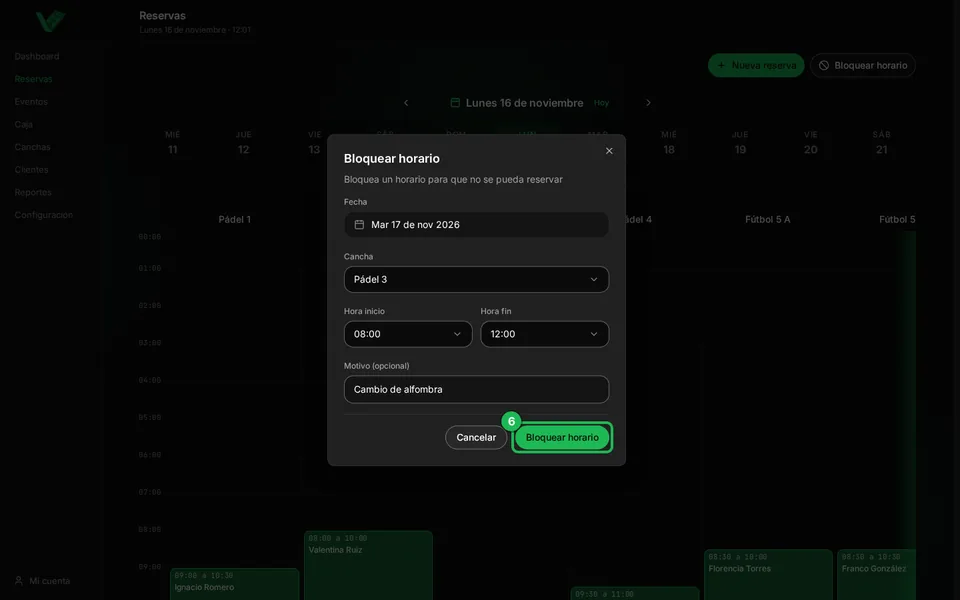 Reservas
Lunes 16 de noviembre · 12:01
Dashboard
Reservas
Eventos
Caja
Canchas
Clientes
Reportes
Configuración
Mi cuenta
+ Nueva reserva
Bloquear horario
Lunes 16 de noviembre
Hoy
MIÉ JUE VIE SÁB DOM LUN MAR MIÉ JUE VIE SÁB
11 12 13 18 19 20 21
Pádel 1
ádel 4
Fútbol 5 A
Fútbol 5
00:00
01:00
02:00
03:00
04:00
05:00
06:00
07:00
08:00
09:00
Bloquear horario
Bloquea un horario para que no se pueda reservar
Fecha
Mar 17 de nov 2026
Cancha
Pádel 3
Hora inicio
Hora fin
08:00
12:00
Motivo (opcional)
Cambio de alfombra
6
Cancelar
Bloquear horario
08:00 a 10:00
Valentina Ruiz
09:00 a 10:30
Ignacio Romero
09:30 a 11:00
08:30 a 10:00
Florencia Torres
08:30 a 10:30
Franco González